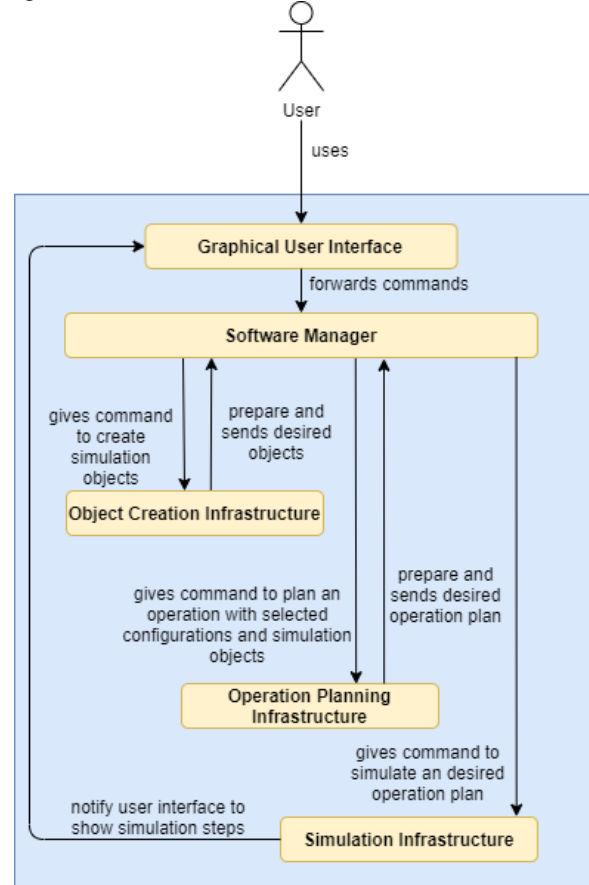 User
uses
Graphical User Interface
forwards commands
Software Manager
gives command
to create
simulation
objects
prepare and
sends desired
objects
Object Creation Infrastructure
gives command to plan an
operation with selected
configurations and simulation
objects
prepare and
sends desired
operation plan
Operation Planning
Infrastructure
gives command to
simulate an desired
operation plan
notify user interface to
show simulation steps
Simulation Infrastructure